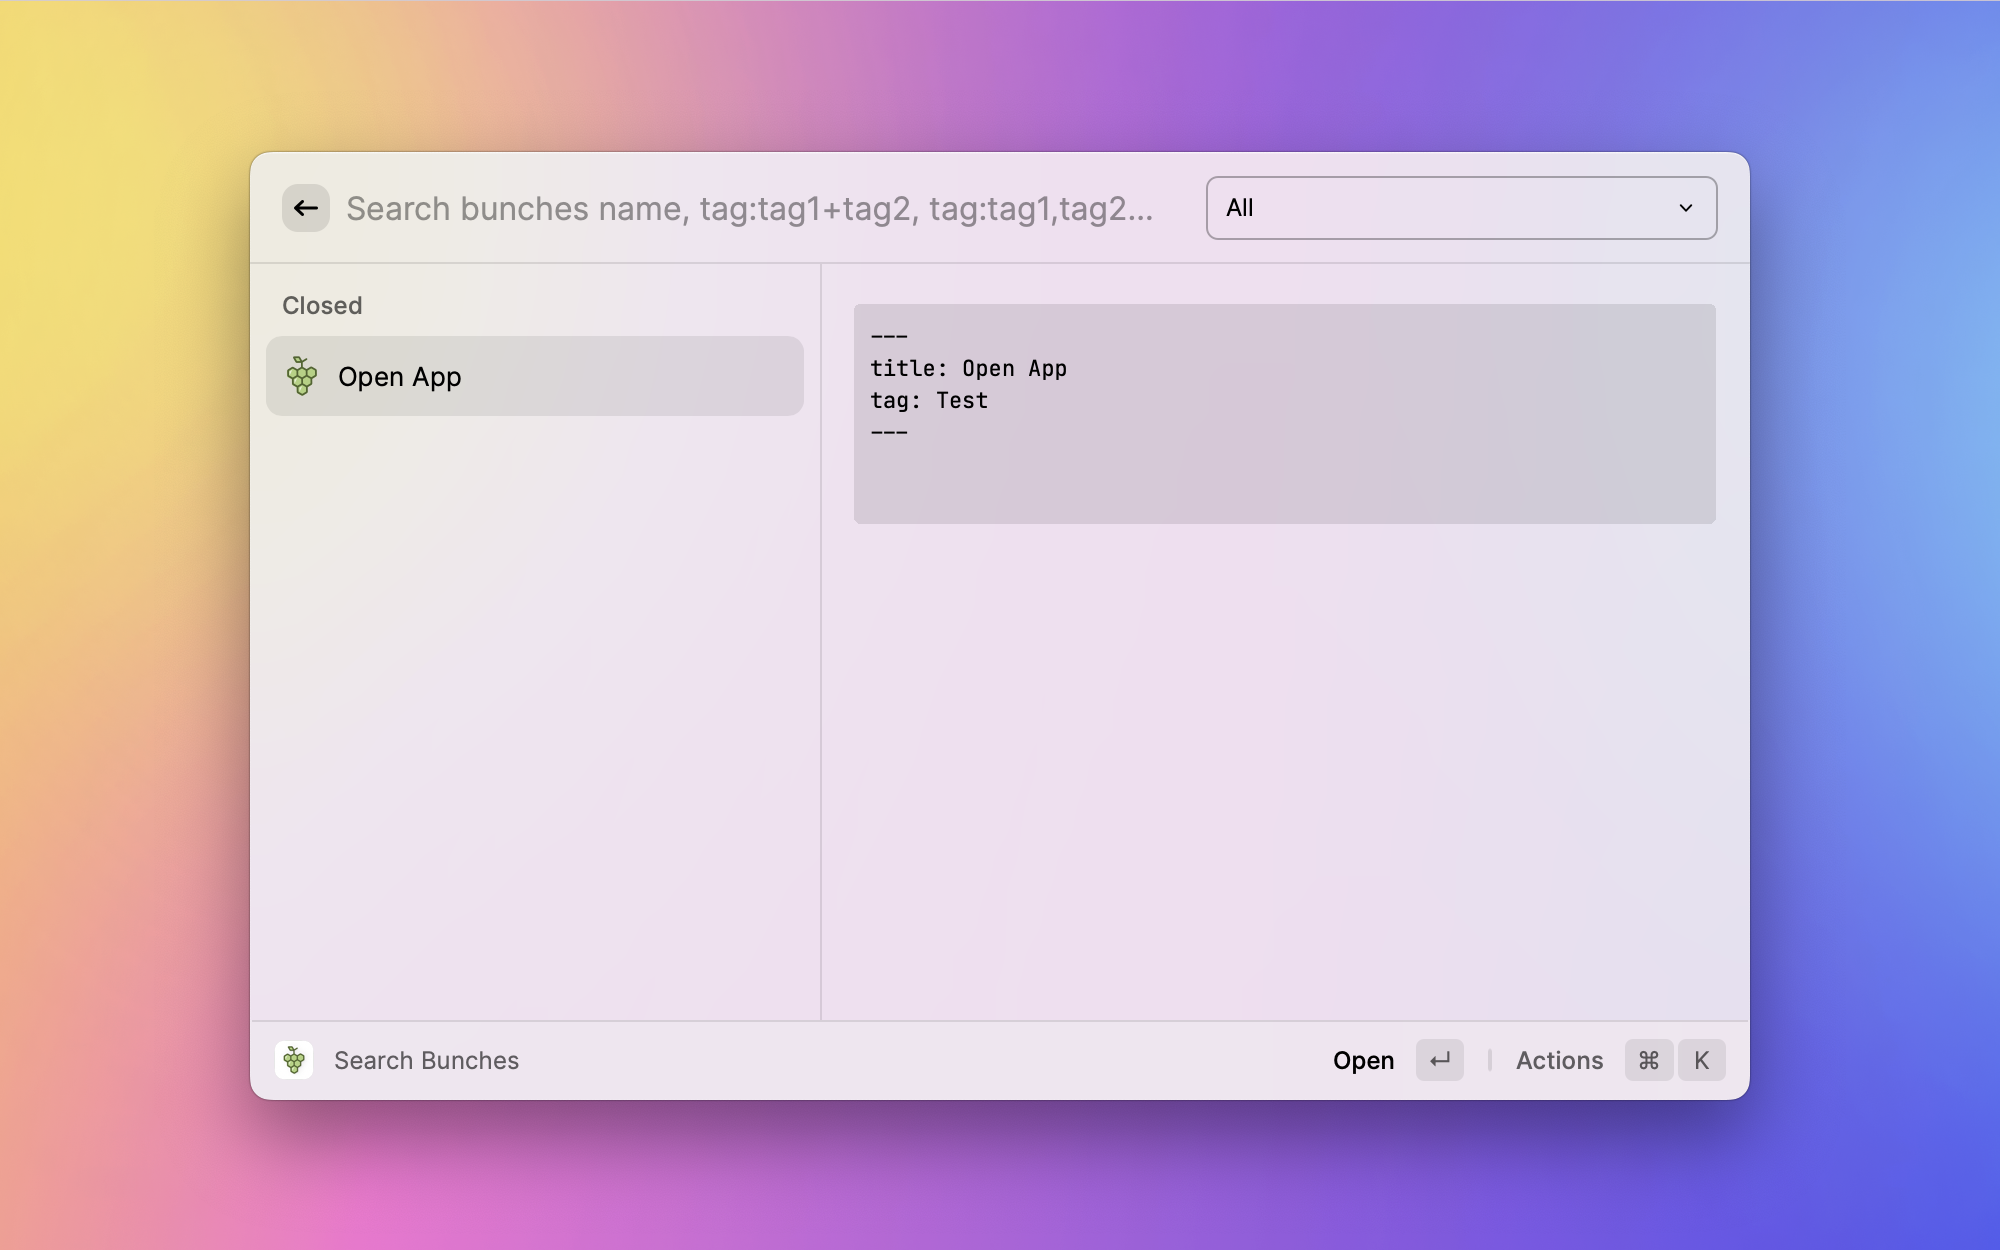 Search bunches name, tag:tag1+tag2, tag:tag1,tag2...
All
Closed
Open App
---
title: Open App
tag: Test
---
Search Bunches
Open ↵ Actions ⌘ K